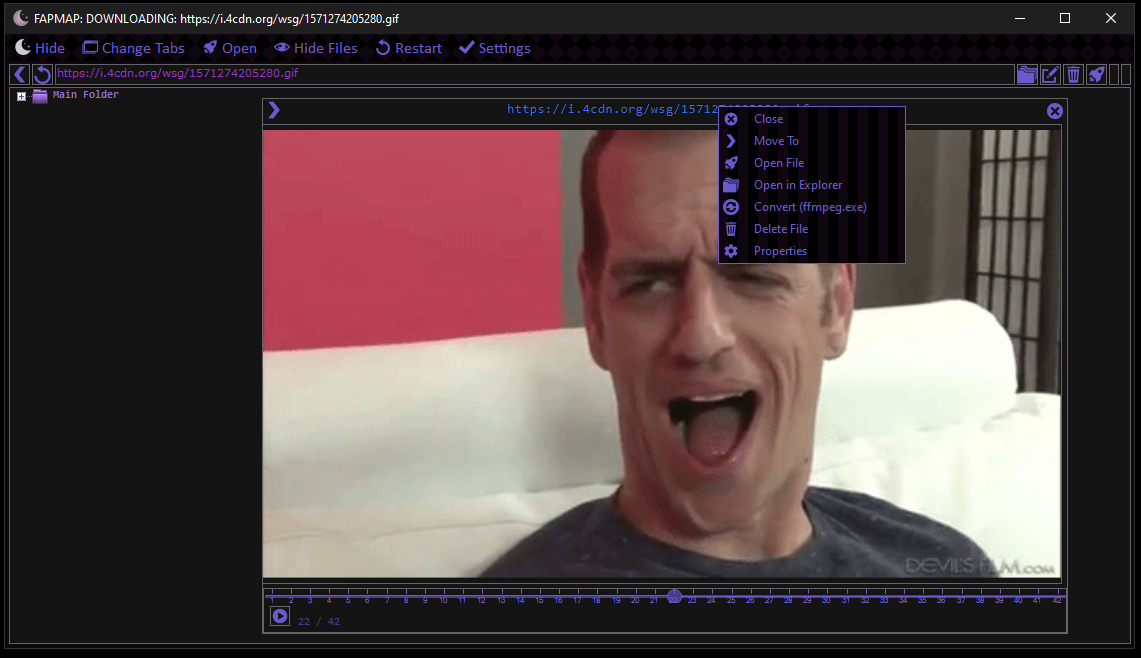 FAPMAP: DOWNLOADING: https://i.4cdn.org/wsg/1571274205280.gif
Hide Change Tabs Open Hide Files Restart Settings
https://i.4cdn.org/wsg/1571274205280.gif
Main Folder
https://i.4cdn.org/wsg/1571274205280.gif
Close
Move To
Open File
Open in Explorer
Convert (ffmpeg.exe)
Delete File
Properties
DEVIL'S FILM.COM
1 2 3 4 5 6 7 8 9 10 11 12 13 14 15 16 17 18 19 20 21 22 23 24 25 26 27 28 29 30 31 32 33 34 35 36 37 38 39 40 41 42
22 / 42